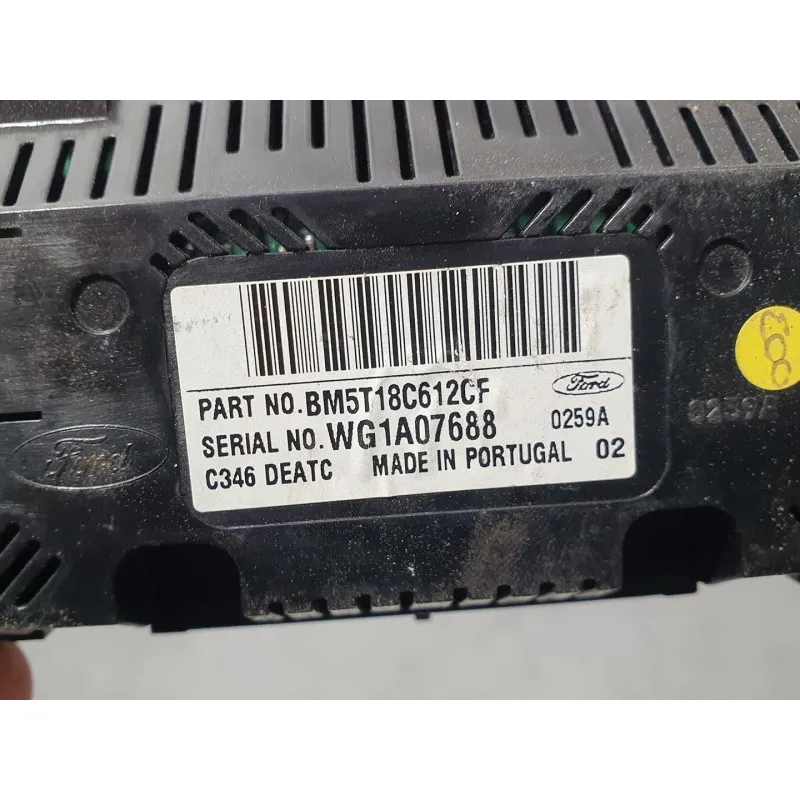 PART NO.BM5T18C612CF
Ford
SERIAL NO.WG1A07688
0259A
C346 DEATC MADE IN PORTUGAL 02
Ford
0259A